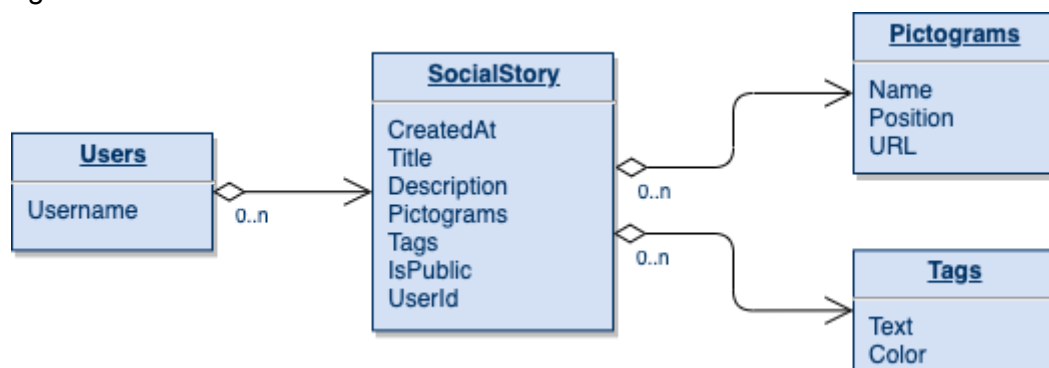 Users
Username
0..n
SocialStory
CreatedAt
Title
Description
Pictograms
Tags
IsPublic
UserId
0..n
0..n
Pictograms
Name
Position
URL
Tags
Text
Color